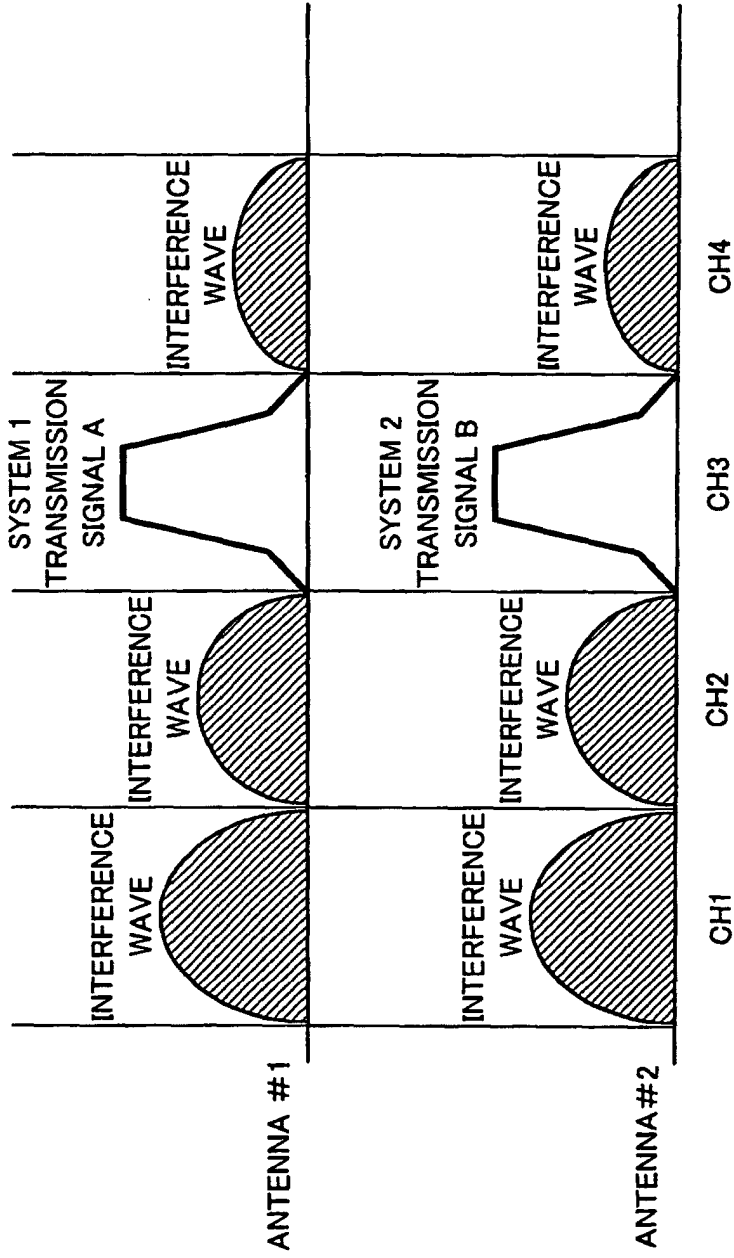 ANTENNA #1
INTERFERENCE
WAVE
INTERFERENCE
WAVE
SYSTEM 1
TRANSMISSION
SIGNAL A
INTERFERENCE
WAVE
ANTENNA #2
INTERFERENCE
WAVE
INTERFERENCE
WAVE
SYSTEM 2
TRANSMISSION
SIGNAL B
INTERFERENCE
WAVE
CH1
CH2
CH3
CH4